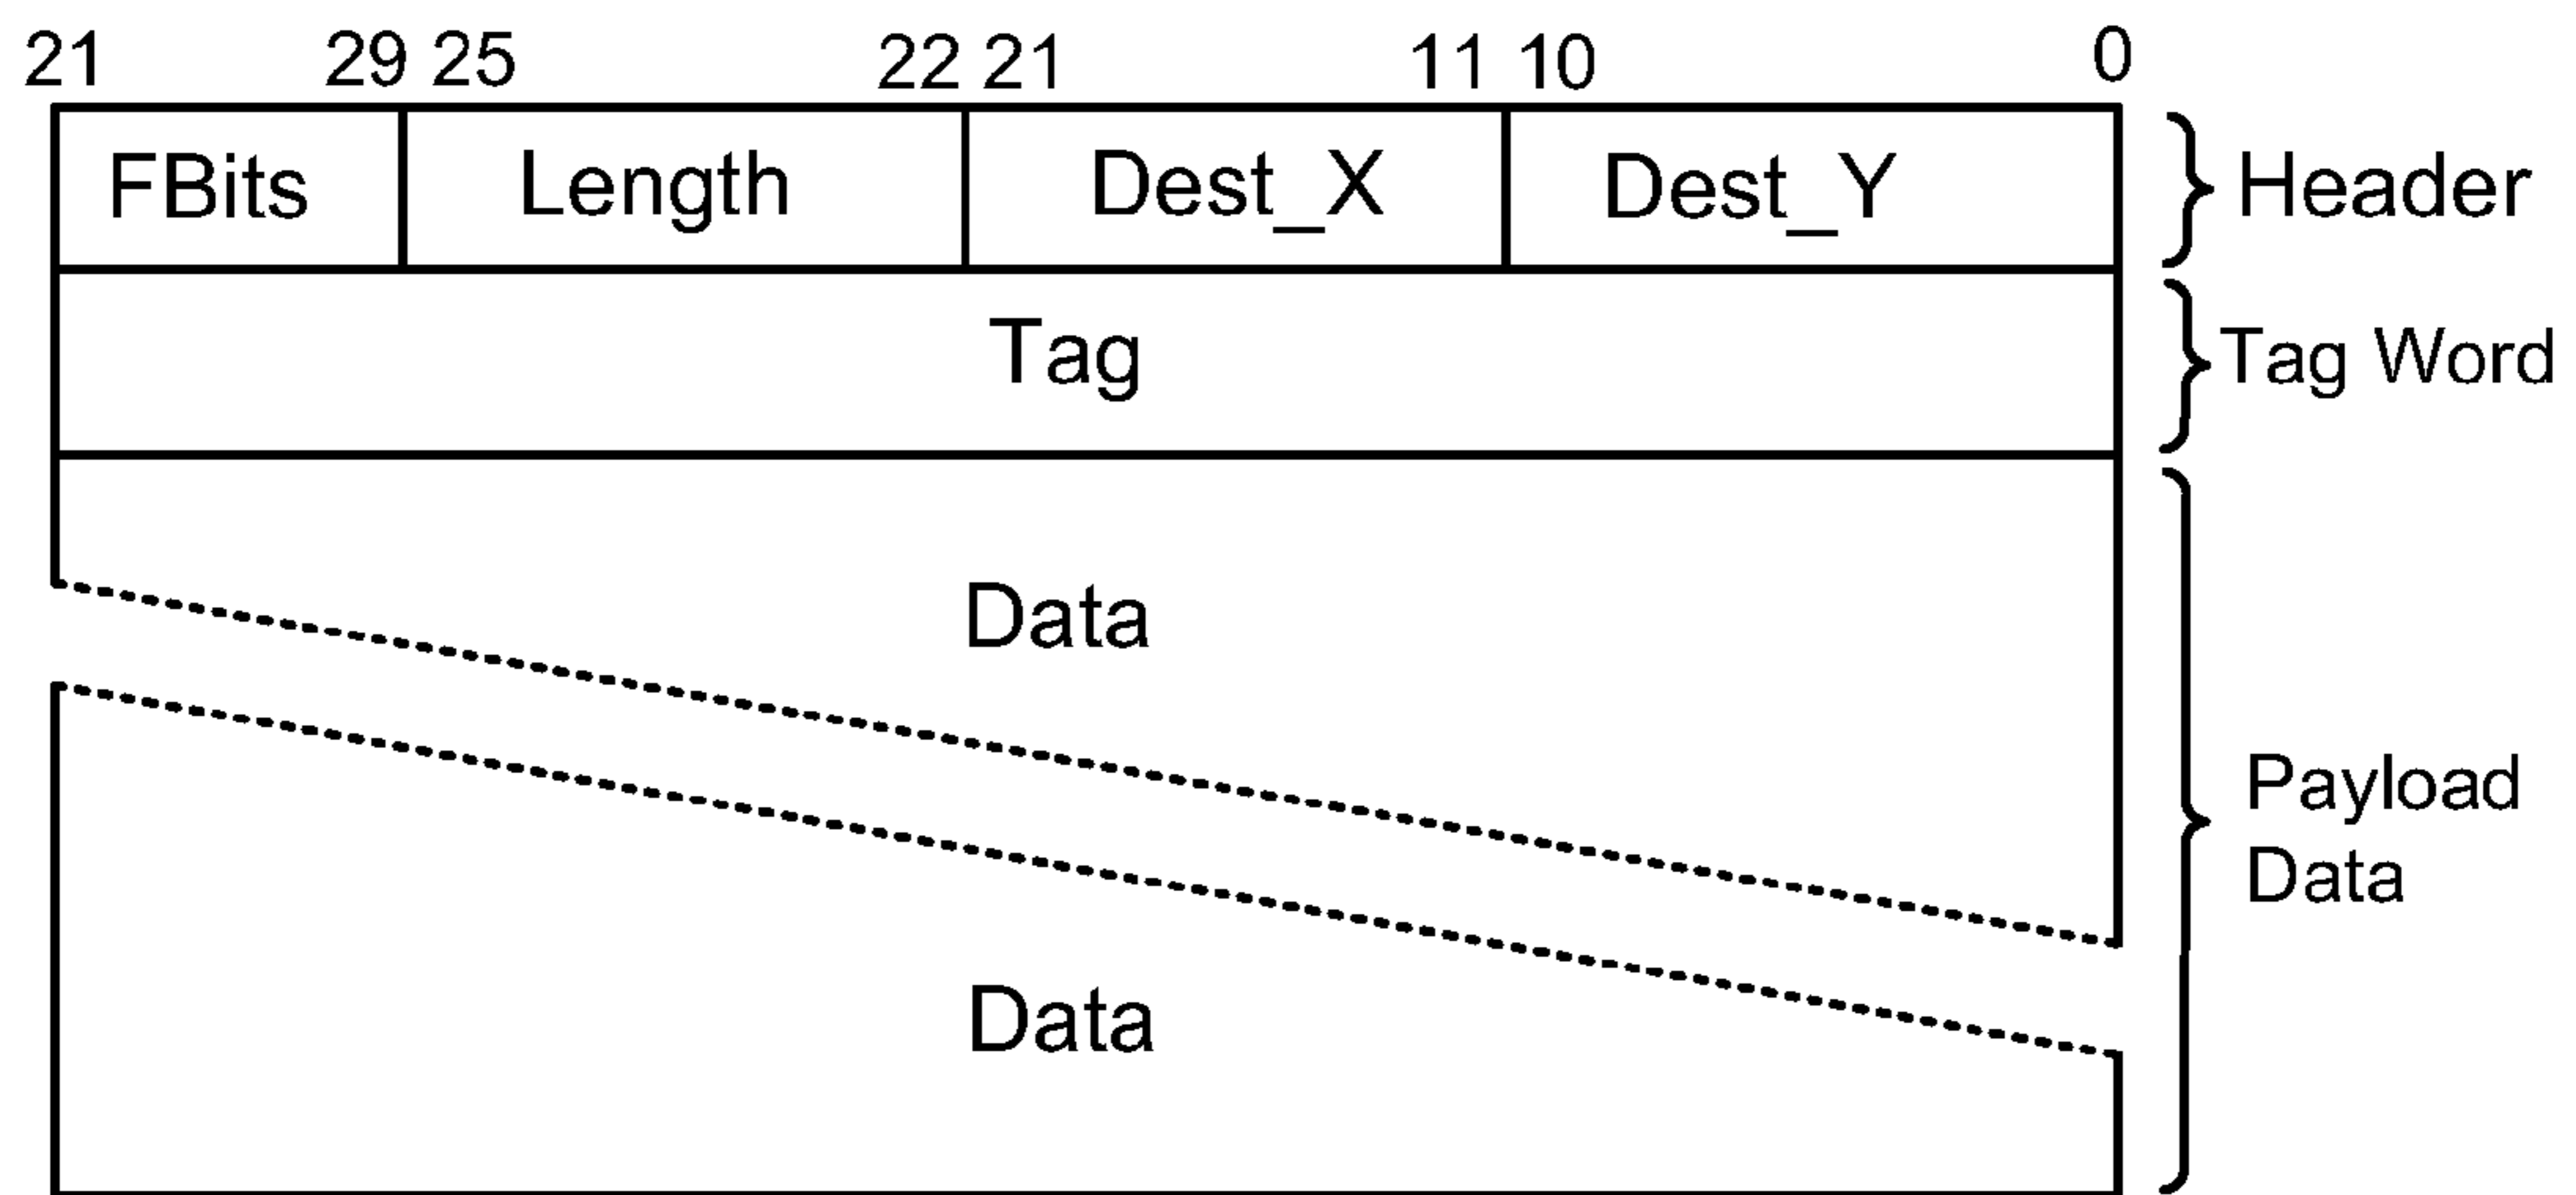 21 29 25 22 21 11 10 0
FBits Length Dest_X Dest_Y Header
Tag Tag Word
Data
Payload
Data
Data